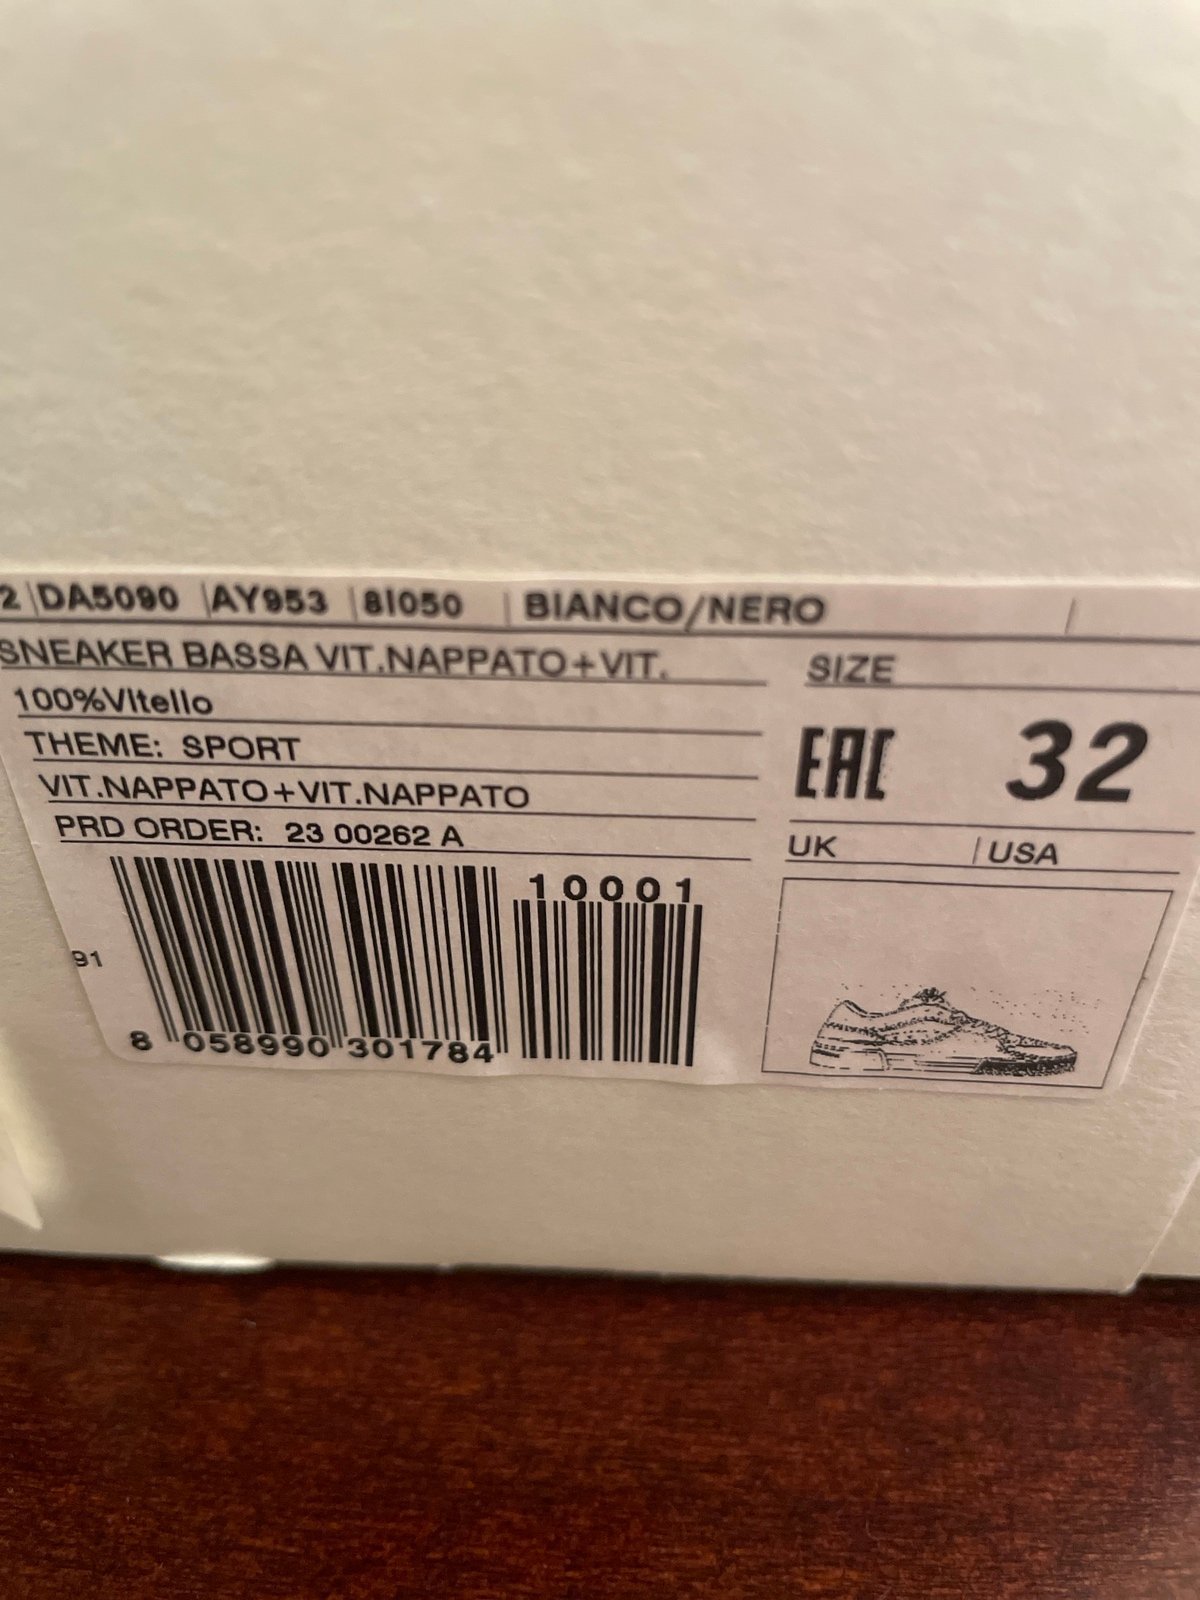 2 |DA5090 |AY953 |8I050 |BIANCO/NERO |
SNEAKER BASSA VIT.NAPPATO+VIT.
100%VItello
THEME: SPORT
VIT.NAPPATO+VIT.NAPPATO
PRD ORDER: 23 00262 A
SIZE
EAC 32
UK | USA
10001
91
8 058990 301784